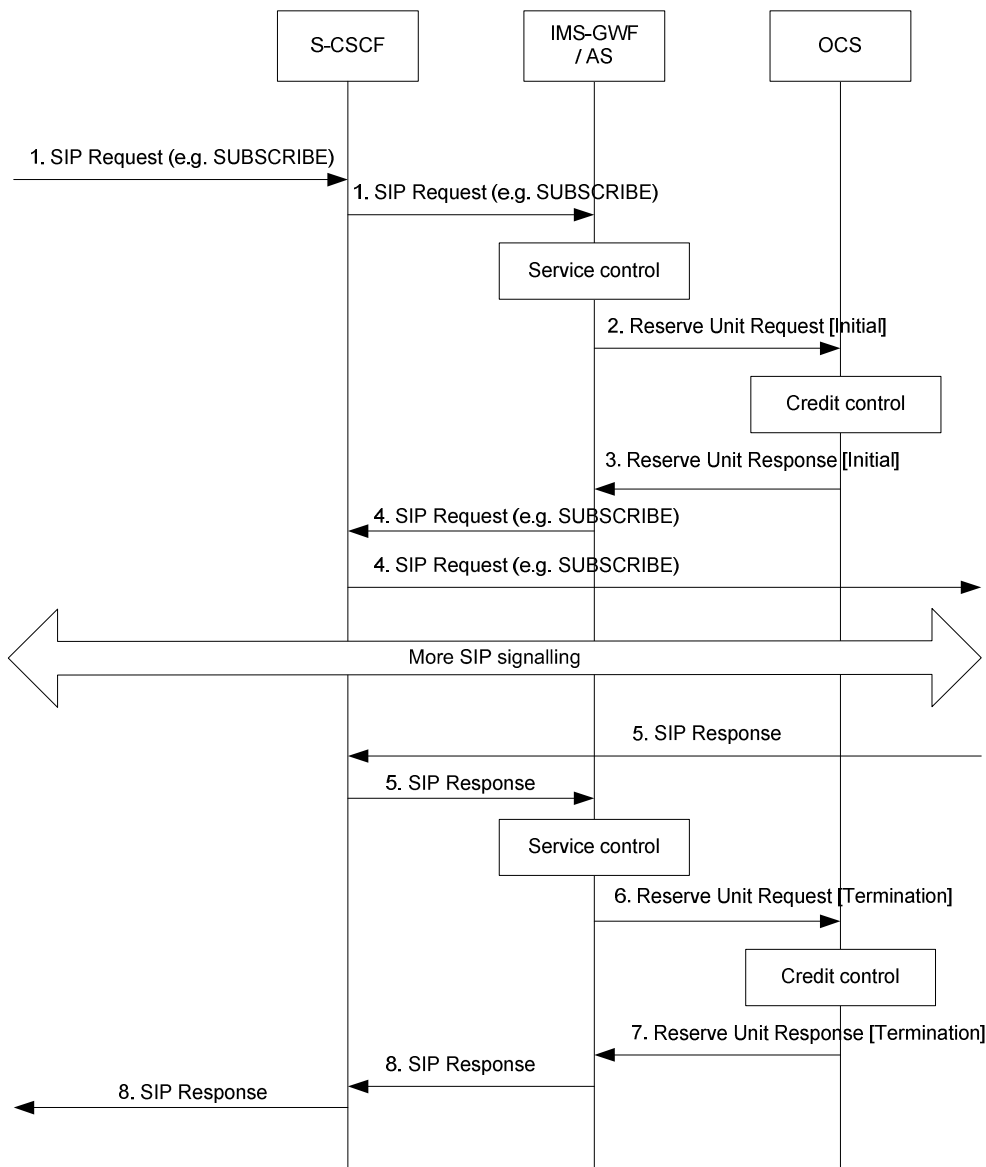 S-CSCF
IMS-GWF
/ AS
OCS
1. SIP Request (e.g. SUBSCRIBE)
1. SIP Request (e.g. SUBSCRIBE)
Service control
2. Reserve Unit Request [Initial]
Credit control
3. Reserve Unit Response [Initial]
4. SIP Request (e.g. SUBSCRIBE)
4. SIP Request (e.g. SUBSCRIBE)
More SIP signalling
5. SIP Response
5. SIP Response
Service control
6. Reserve Unit Request [Termination]
Credit control
7. Reserve Unit Response [Termination]
8. SIP Response
8. SIP Response